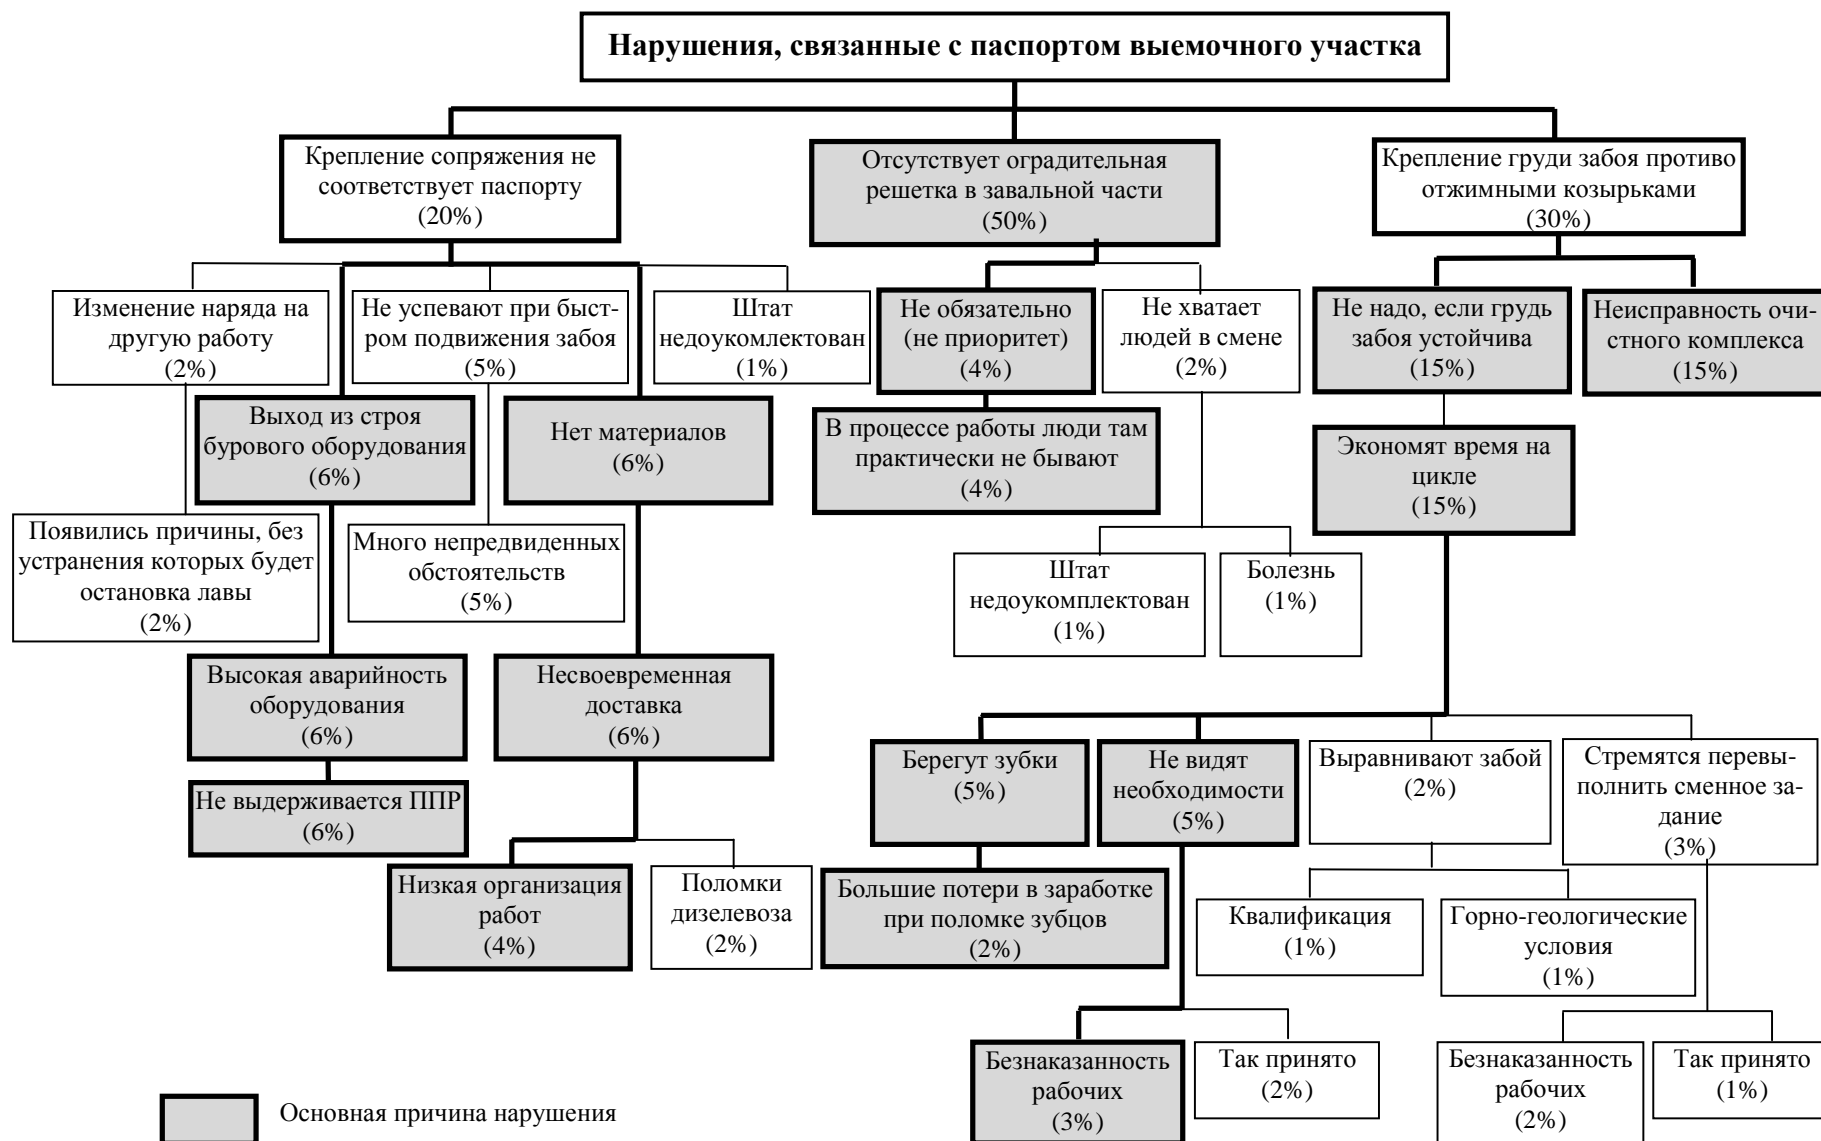 Нарушения, связанные с паспортом выемочного участка
Крепление сопряжения не
соответствует паспорту
(20%)
Отсутствует оградительная
решетка в завальной части
(50%)
Крепление груди забоя противо
отжимными козырьками
(30%)
Изменение наряда на
другую работу
(2%)
Не успевают при быст-
ром подвижения забоя
(5%)
Штат
недоукомлектован
(1%)
Не обязательно
(не приоритет)
(4%)
Не хватает
людей в смене
(2%)
Не надо, если грудь
забоя устойчива
(15%)
Неисправность очи-
стного комплекса
(15%)
Выход из строя
бурового оборудования
(6%)
Нет материалов
(6%)
В процессе работы люди там
практически не бывают
(4%)
Экономят время на
цикле
(15%)
Появились причины, без
устранения которых будет
остановка лавы
(2%)
Много непредвиденных
обстоятельств
(5%)
Штат
недоукомплектован
(1%)
Болезнь
(1%)
Высокая аварийность
оборудования
(6%)
Несвоевременная
доставка
(6%)
Берегут зубки
(5%)
Не видят
необходимости
(5%)
Выравнивают забой
(2%)
Стремятся перевы-
полнить сменное за-
дание
(3%)
Не выдерживается ППР
(6%)
Низкая организация
работ
(4%)
Поломки
дизелевоза
(2%)
Большие потери в заработке
при поломке зубцов
(2%)
Квалификация
(1%)
Горно-геологические
условия
(1%)
Безнаказанность
рабочих
(3%)
Так принято
(2%)
Безнаказанность
рабочих
(2%)
Так принято
(1%)
Основная причина нарушения